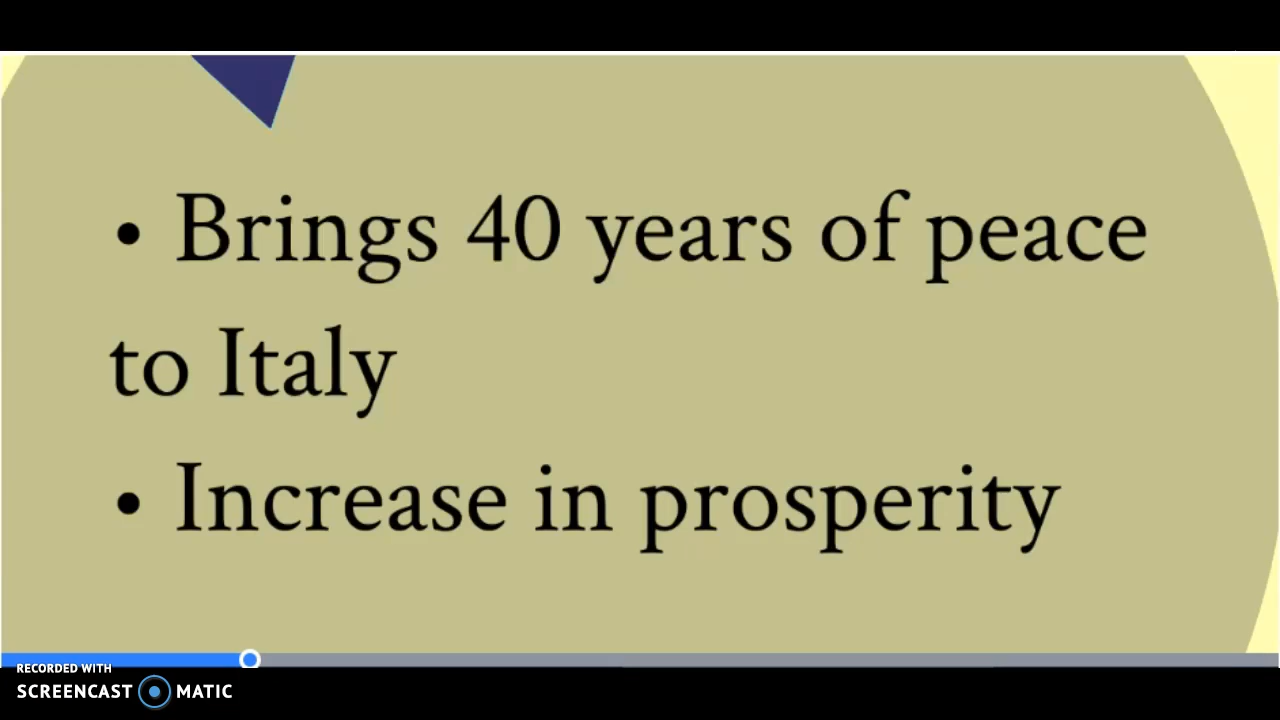 • Brings 40 years of peace
to Italy
• Increase in prosperity
RECORDED WITH
SCREENCAST MATIC